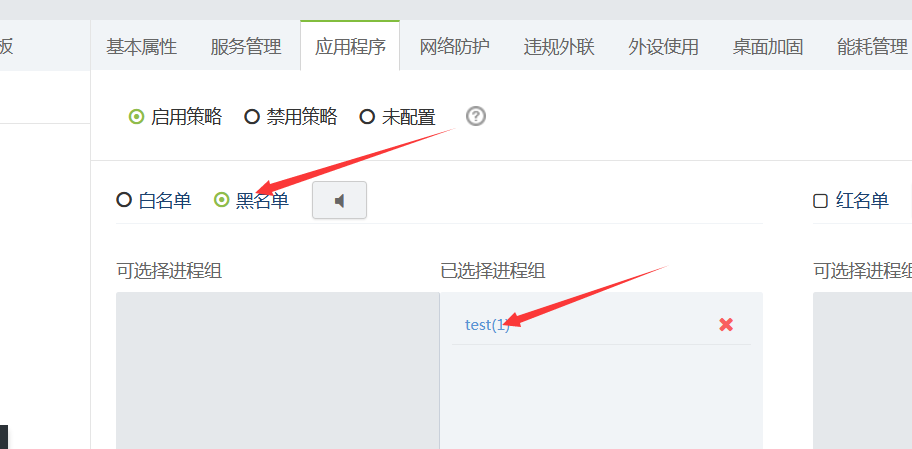 板 基本属性 服务管理 应用程序 网络防护 违规外联 外设使用 桌面加固 能耗管理
启用策略 禁用策略 未配置 ?
白名单 黑名单 红名单
可选择进程组 已选择进程组 可选择进程组
test(1)